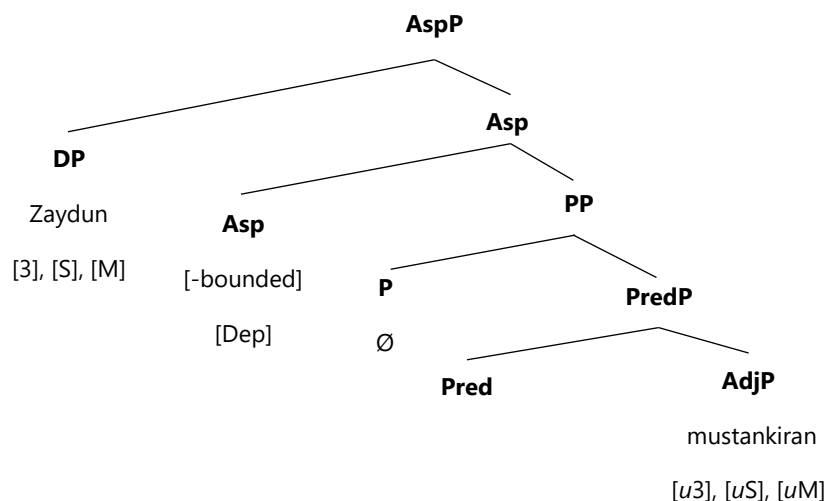 AspP
DP
Asp
Zaydun
Asp
PP
[3], [S], [M]
[-bounded]
P
PredP
[Dep]
Ø
Pred
AdjP
mustankiran
[u3], [uS], [uM]